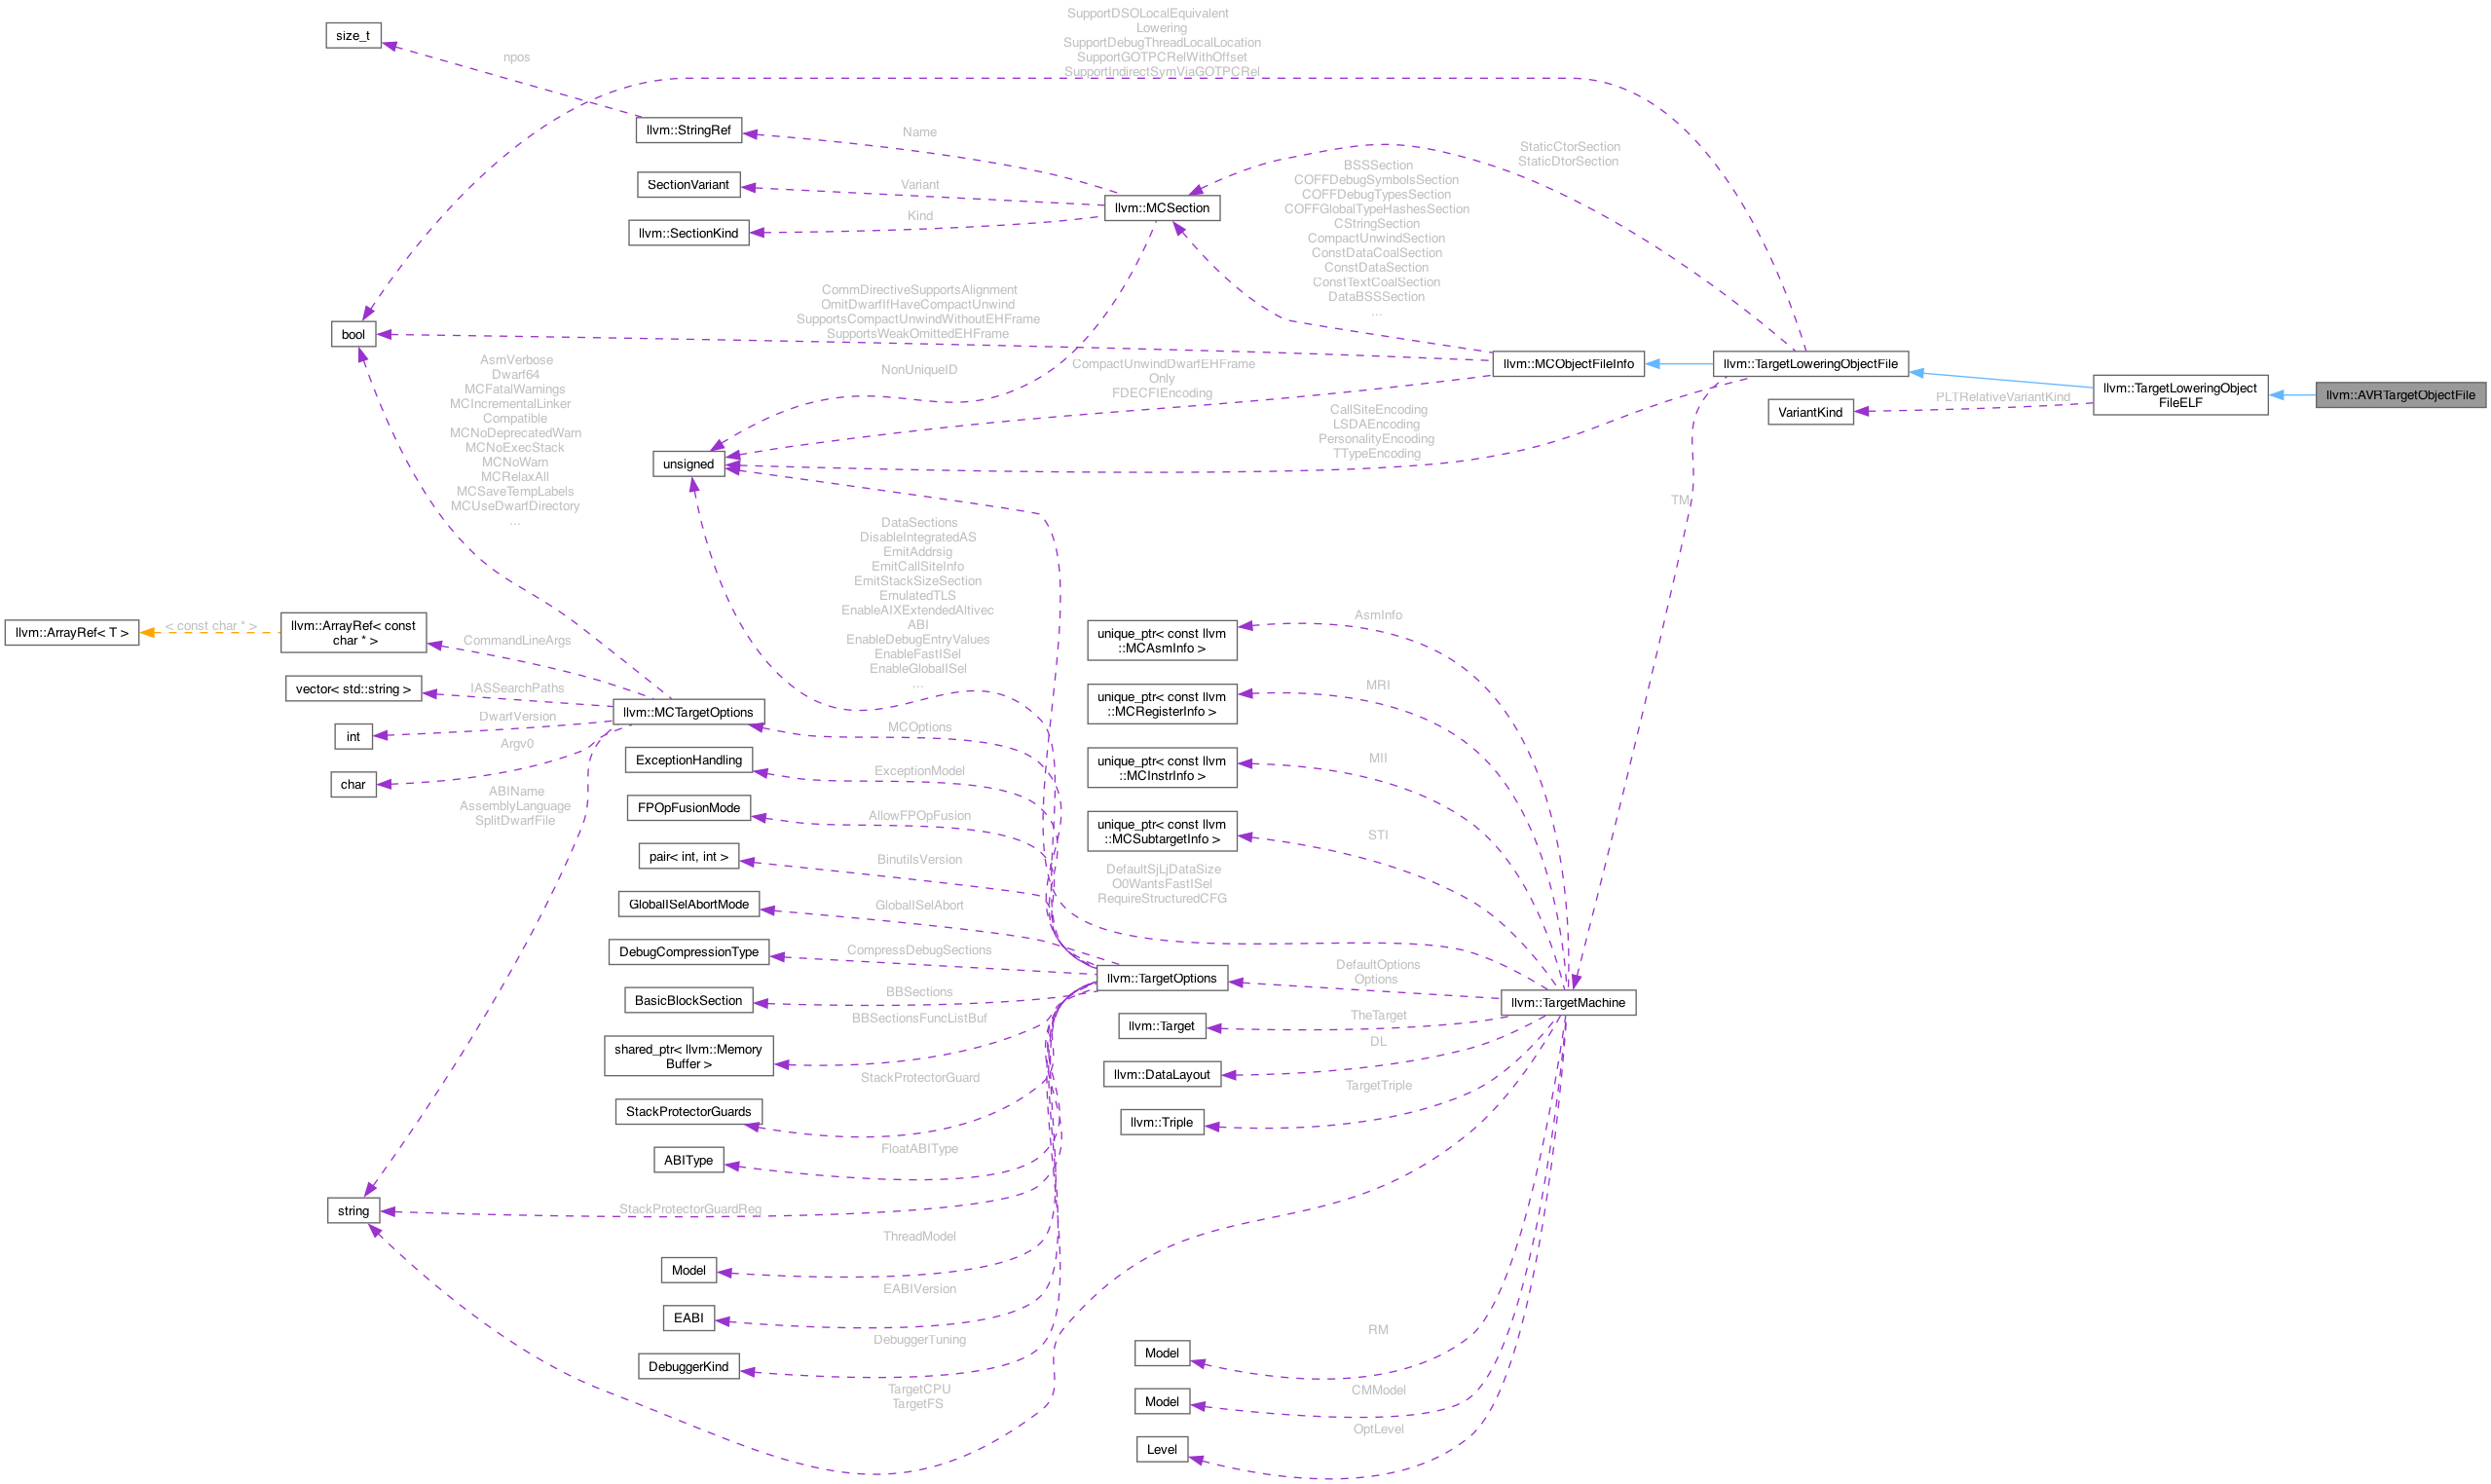 SupportDSOLocalEquivalent
Lowering
SupportDebugThreadLocalLocation
SupportGOTPCRelWithOffset
SupportIndirectSymViaGOTPCRel
size_t
npos
llvm::StringRef
Name
SectionVariant
Variant
llvm::SectionKind
Kind
llvm::MCSection
StaticCtorSection
StaticDtorSection
BSSSection
COFFDebugSymbolsSection
COFFDebugTypesSection
COFFGlobalTypeHashesSection
CStringSection
CompactUnwindSection
ConstDataCoalSection
ConstDataSection
ConstTextCoalSection
DataBSSSection
...
CommDirectiveSupportsAlignment
OmitDwarfIfHaveCompactUnwind
SupportsCompactUnwindWithoutEHFrame
SupportsWeakOmittedEHFrame
bool
NonUniqueID
CompactUnwindDwarfEHFrame
Only
FDECFIEncoding
llvm::MCObjectFileInfo
llvm::TargetLoweringObjectFile
llvm::TargetLoweringObject
FileELF
llvm::AVRTargetObjectFile
VariantKind
PLTRelativeVariantKind
AsmVerbose
Dwarf64
MCFatalWarnings
MCIncrementalLinker
Compatible
MCNoDeprecatedWarn
MCNoExecStack
MCNoWarn
MCRelaxAll
MCSaveTempLabels
MCUseDwarfDirectory
...
CallSiteEncoding
LSDAEncoding
PersonalityEncoding
TTypeEncoding
unsigned
TM
DataSections
DisableIntegratedAS
EmitAddrsig
EmitCallSiteInfo
EmitStackSizeSection
EmulatedTLS
EnableAIXExtendedAltivec
ABI
EnableDebugEntryValues
EnableFastISel
EnableGlobalISel
...
llvm::ArrayRef< T >
< const char * >
llvm::ArrayRef< const
char * >
CommandLineArgs
vector< std::string >
IASSearchPaths
int
DwarfVersion
char
Argv0
llvm::MCTargetOptions
ABIName
AssemblyLanguage
SplitDwarfFile
MCOptions
ExceptionHandling
ExceptionModel
FPOpFusionMode
AllowFPOpFusion
pair< int, int >
BinutilsVersion
GlobalISelAbortMode
GlobalISelAbort
DebugCompressionType
CompressDebugSections
BasicBlockSection
BBSections
shared_ptr< llvm::Memory
Buffer >
BBSectionsFuncListBuf
StackProtectorGuards
StackProtectorGuard
ABIType
FloatABIType
string
StackProtectorGuardReg
Model
ThreadModel
EABI
EABIVersion
DebuggerKind
DebuggerTuning
TargetCPU
TargetFS
unique_ptr< const llvm
::MCAsmInfo >
AsmInfo
unique_ptr< const llvm
::MCRegisterInfo >
MRI
unique_ptr< const llvm
::MCInstrInfo >
MII
unique_ptr< const llvm
::MCSubtargetInfo >
STI
DefaultSjLjDataSize
O0WantsFastISel
RequireStructuredCFG
llvm::TargetOptions
DefaultOptions
Options
llvm::TargetMachine
llvm::Target
TheTarget
llvm::DataLayout
DL
llvm::Triple
TargetTriple
Model
RM
Model
CMModel
Level
OptLevel